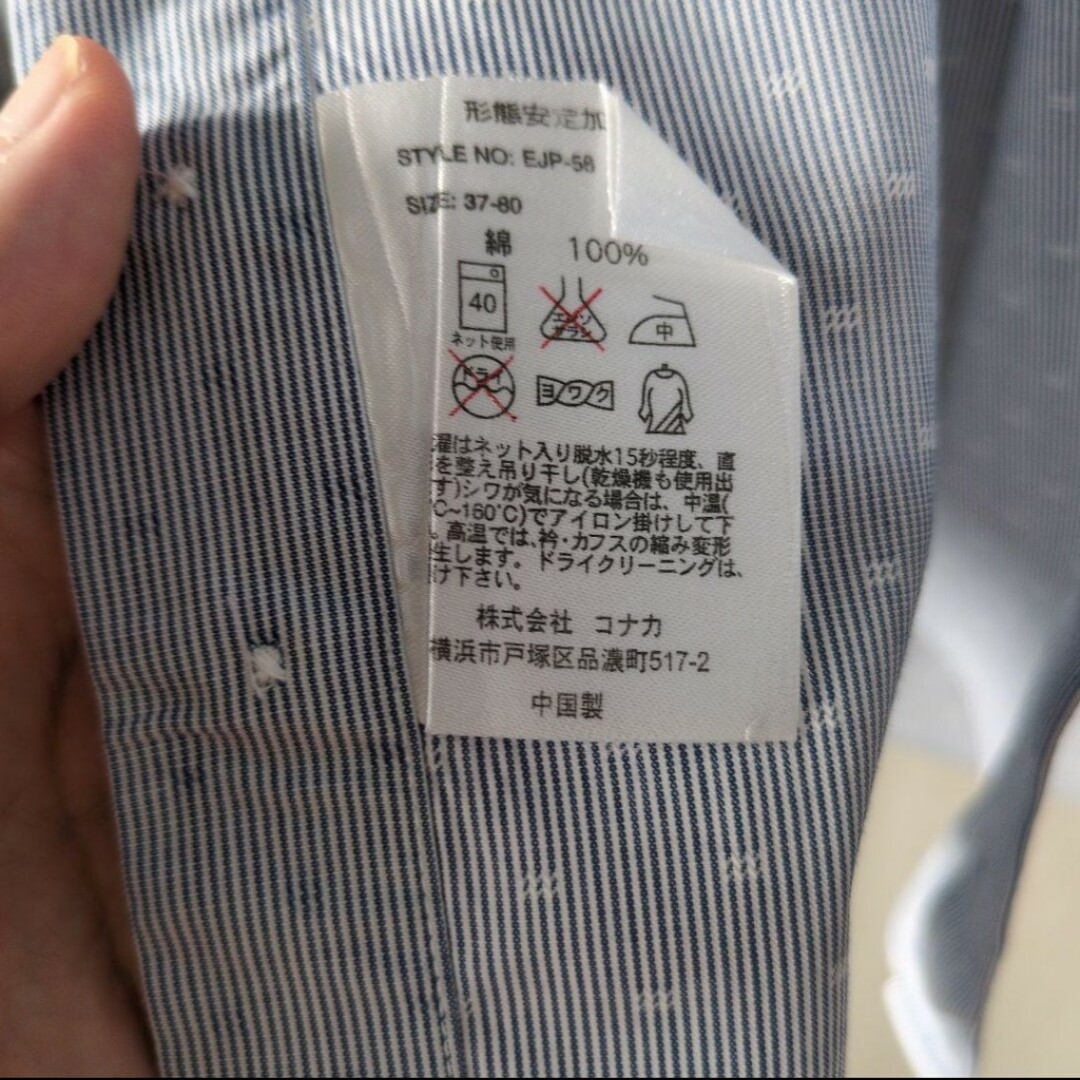 形態安定加
STYLE NO: EJP-58
SIZE: 37-80
綿 100%
40
エンソ
サラシ
中
ネット使用
ドライ
ヨワク
濯はネット入り脱水15秒程度、直
を整え吊り干し(乾燥機も使用出
す)シワが気になる場合は、中温(
℃~160℃)でアイロン掛けして下
。高温では、衿・カフスの縮み変形
生します。ドライクリーニングは、
け下さい。
株式会社 コナカ
横浜市戸塚区品濃町517-2
中国製